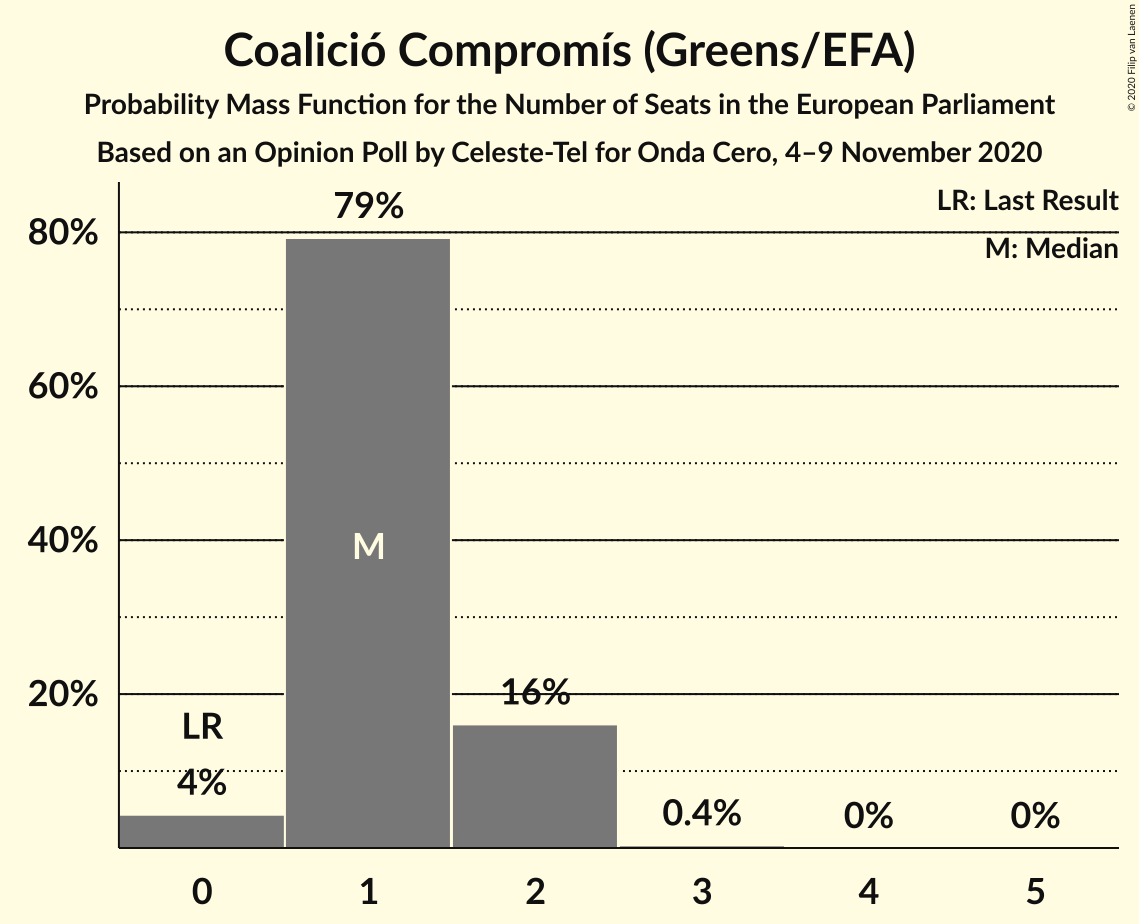 Coalició Compromís (Greens/EFA)
Probability Mass Function for the Number of Seats in the European Parliament
Based on an Opinion Poll by Celeste-Tel for Onda Cero, 4–9 November 2020
© 2020 Filip van Laenen
LR: Last Result
M: Median
79%
80%
60%
40%
M
20%
16%
LR
4%
0.4%
0%
0%
0
1
2
3
4
5